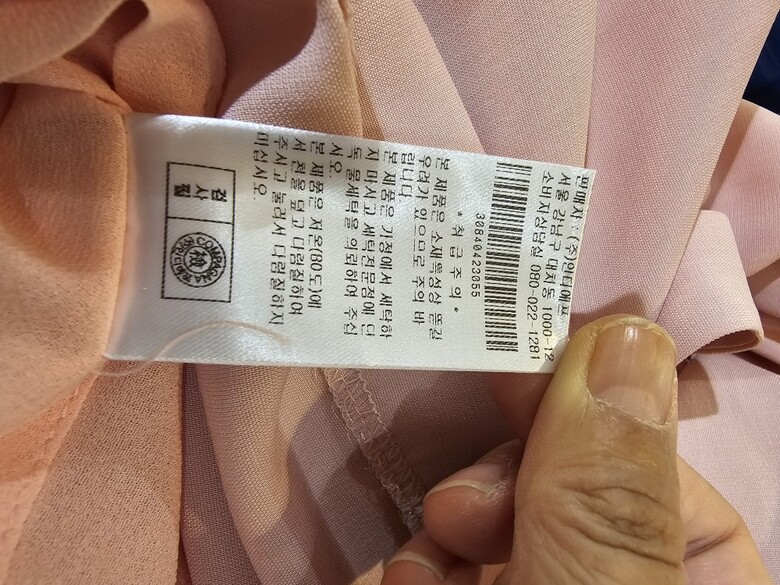 판매자 : (주)인디에프
서울 강남구 대치동 1000-12
소비자상담실 080-022-1281
30840423055
* 취급주의 *
본 제품은 소재특성상 뜯길
우려가 있으므로 주의 바
랍니다.
본 제품은 가정에서 세탁하
지 마시고 세탁전문점에 단
독 물세탁을 의뢰하여 주십
시오.
본 제품은 저온(80도)에
서 천을 덮고 다림질하여
주시고 눌러서 다림질하지
마십시오.
검사필
COMPAGNA